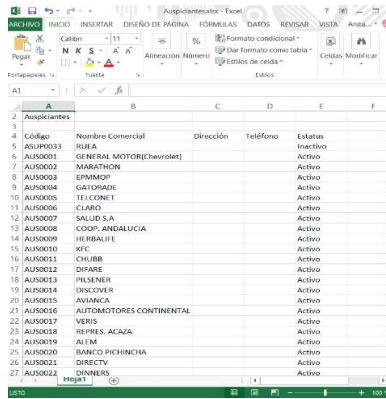 Auspiciantes.xlsx - Excel
ARCHIVO INICIO INSERTAR DISEÑO DE PÁGINA FÓRMULAS DATOS REVISAR VISTA Anita...
Calibri 11
Pegar N K S A A Alineación Número
Formato condicional
Dar formato como tabla
Estilos de celda
Celdas Modificar
Portapapeles Fuente Estilos
A1 fx
A B C D E F
2 Auspiciantes
3
4 Código Nombre Comercial Dirección Teléfono Estatus
5 ASUP0033 RUEA Inactivo
6 AUS0001 GENERAL MOTOR(Chevrolet) Activo
7 AUS0002 MARATHON Activo
8 AUS0003 EPMMOP Activo
9 AUS0004 GATORADE Activo
10 AUS0005 TELCONET Activo
11 AUS0006 CLARO Activo
12 AUS0007 SALUD S.A Activo
13 AUS0008 COOP. ANDALUCIA Activo
14 AUS0009 HERBALIFE Activo
15 AUS0010 KFC Activo
16 AUS0011 CHUBB Activo
17 AUS0012 DIFARE Activo
18 AUS0013 PILSENER Activo
19 AUS0014 DISCOVER Activo
20 AUS0015 AVIANCA Activo
21 AUS0016 AUTOMOTORES CONTINENTAL Activo
22 AUS0017 VERIS Activo
23 AUS0018 REPRES. ACAZA Activo
24 AUS0019 ALEM Activo
25 AUS0020 BANCO PICHINCHA Activo
26 AUS0021 DIRECTV Activo
27 AUS0022 DINNERS Activo
Hoja1
LISTO 100